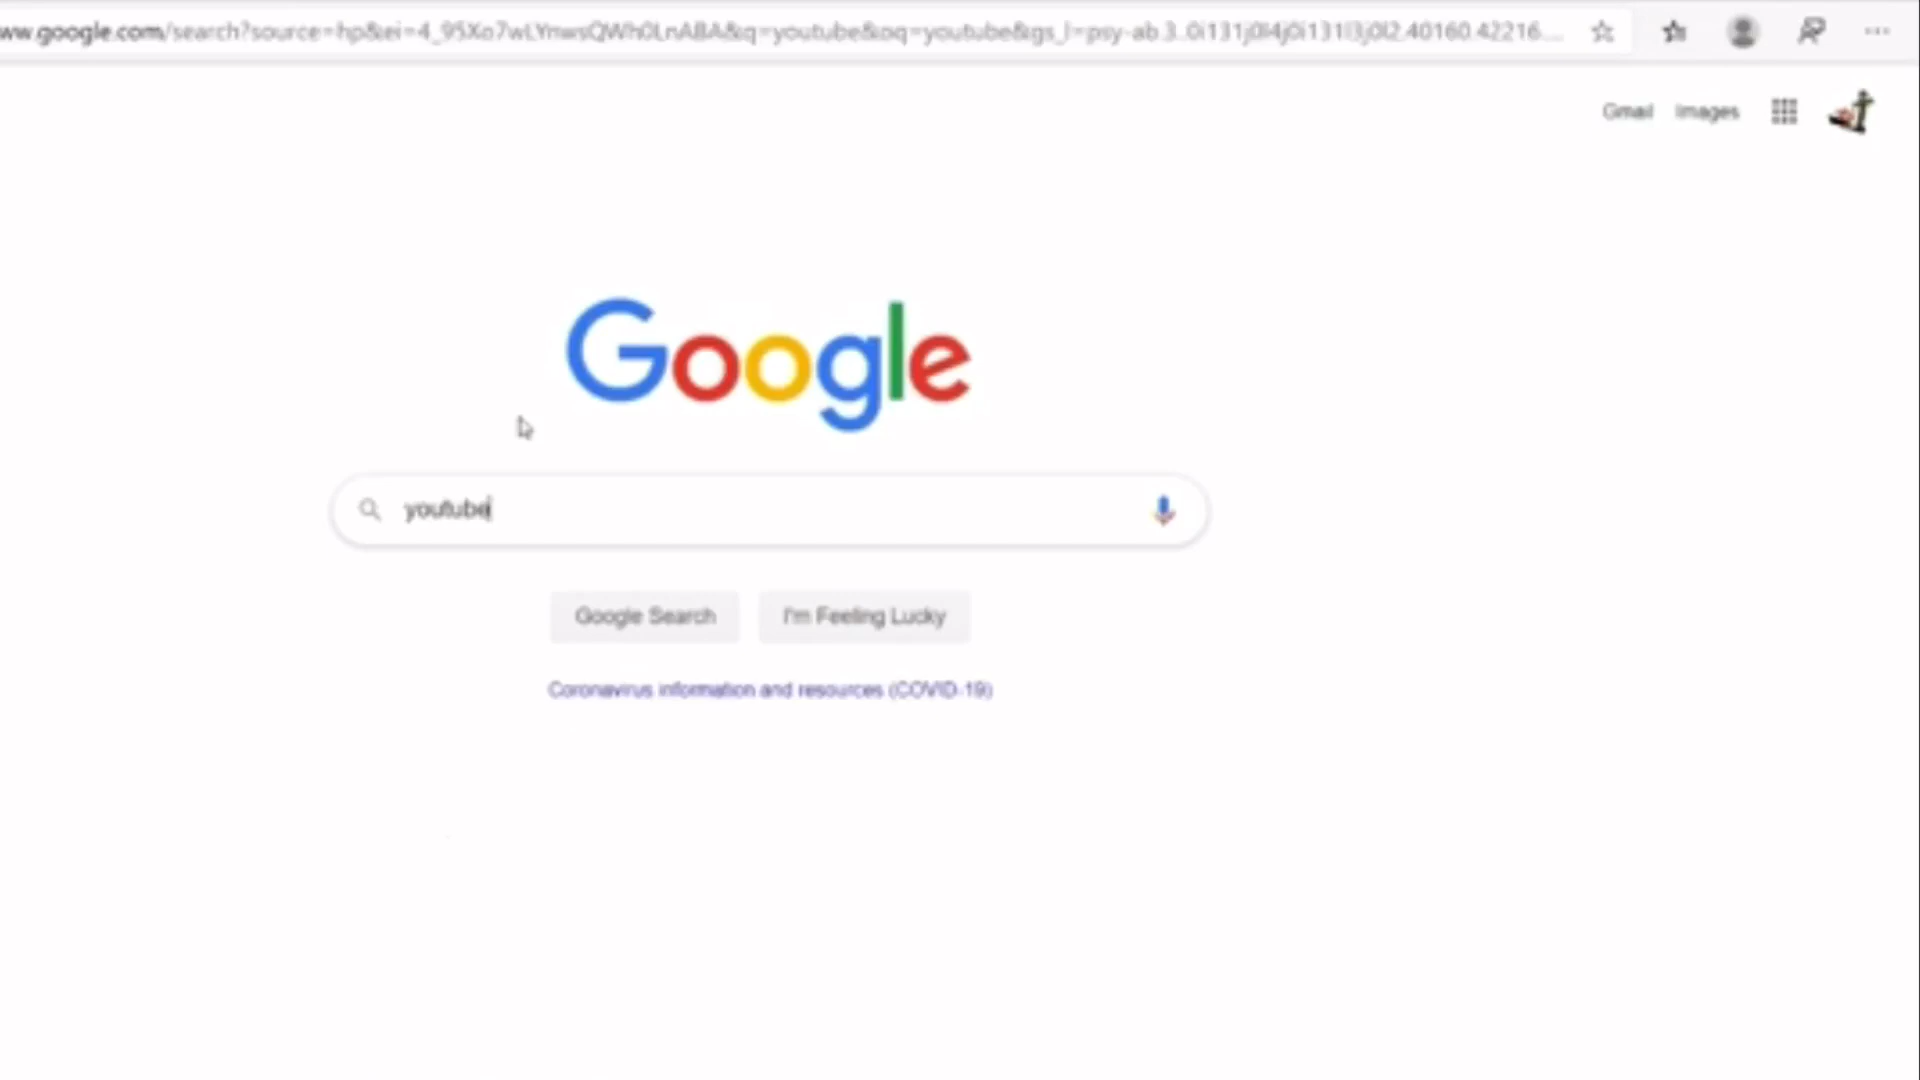 ww.google.com/search?source=hp&ei=4_95Xo7wLYnwsQWh0LnABA&q=youtube&oq=youtube&gs_l=psy-ab.3..0i131j0l4j0i131l3j0l2.40160.42216....
Gmail Images
Google
youtube
Google Search I'm Feeling Lucky
Coronavirus information and resources (COVID-19)